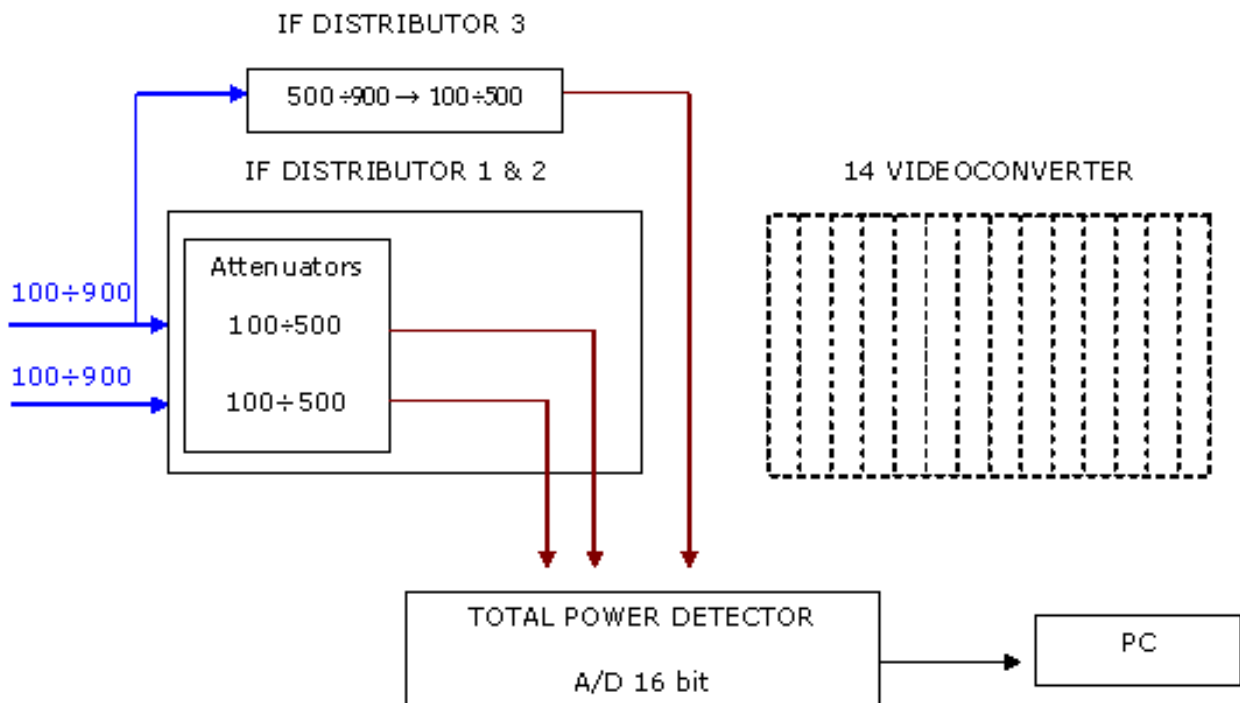 IF DISTRIBUTOR 3
500÷900 → 100÷500
IF DISTRIBUTOR 1 & 2
14 VIDEOCONVERTER
Attenuators
100÷900
100÷500
100÷900
100÷500
TOTAL POWER DETECTOR
A/D 16 bit
PC